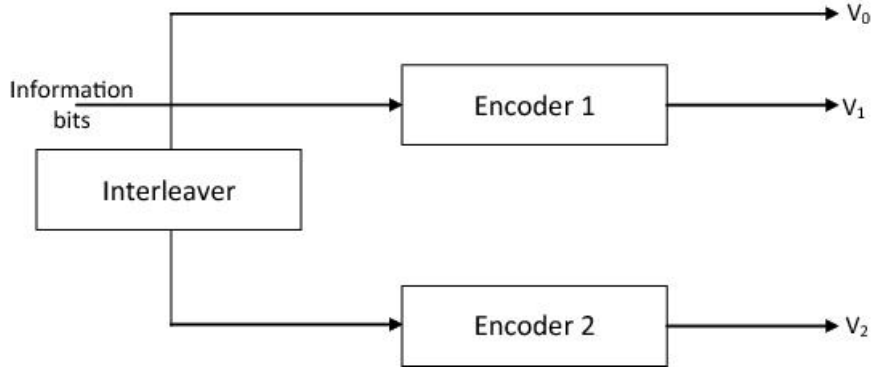 V₀
Information
bits
Encoder 1
V₁
Interleaver
Encoder 2
V₂